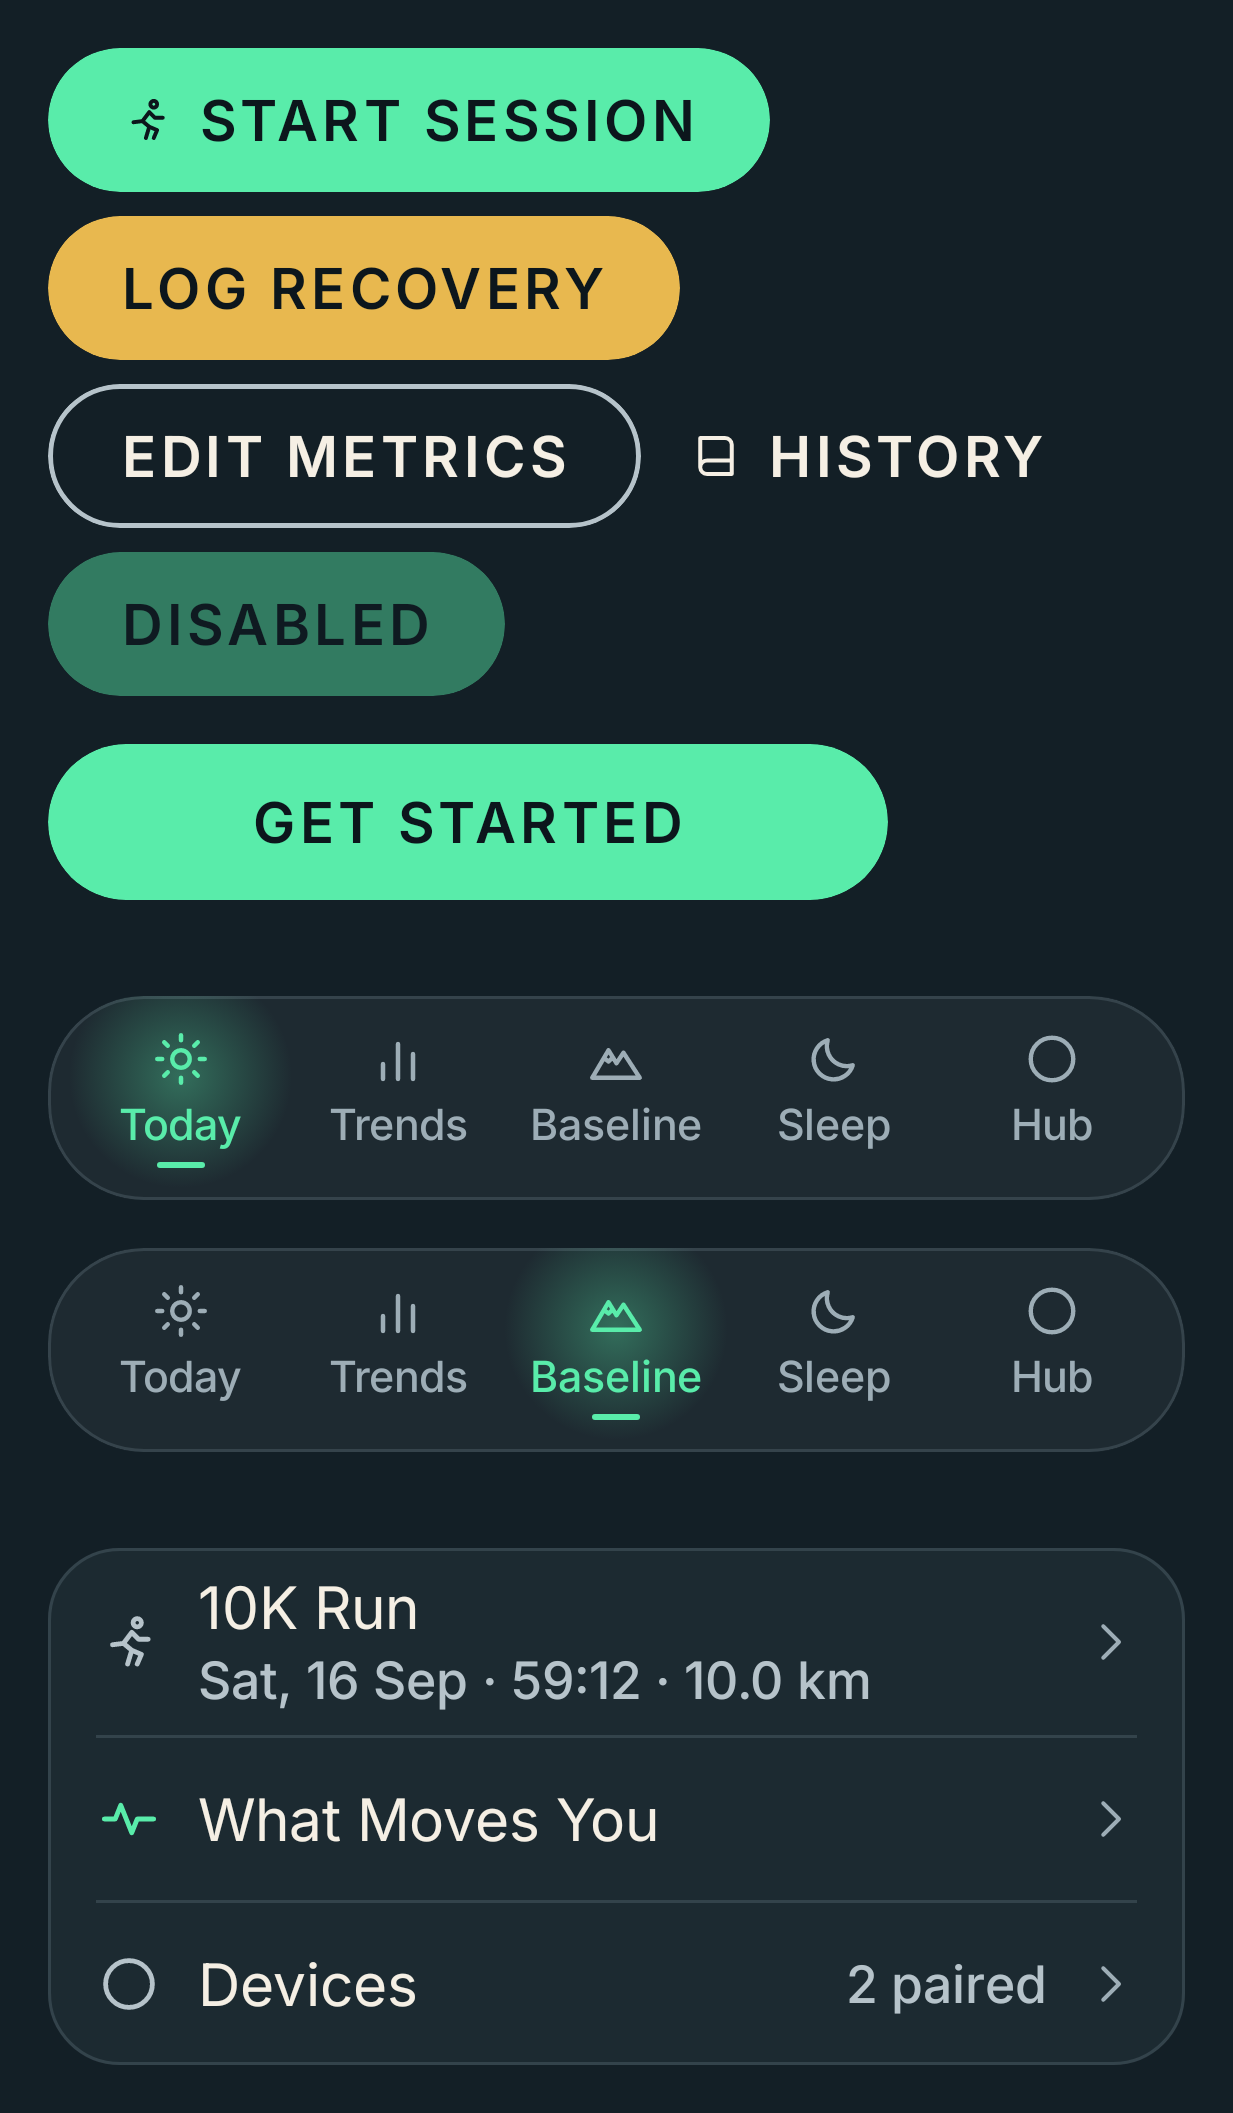 START SESSION
LOG RECOVERY
EDIT METRICS
HISTORY
DISABLED
GET STARTED
Today
Trends
Baseline
Sleep
Hub
Today
Trends
Baseline
Sleep
Hub
10K Run
Sat, 16 Sep · 59:12 · 10.0 km
What Moves You
Devices
2 paired